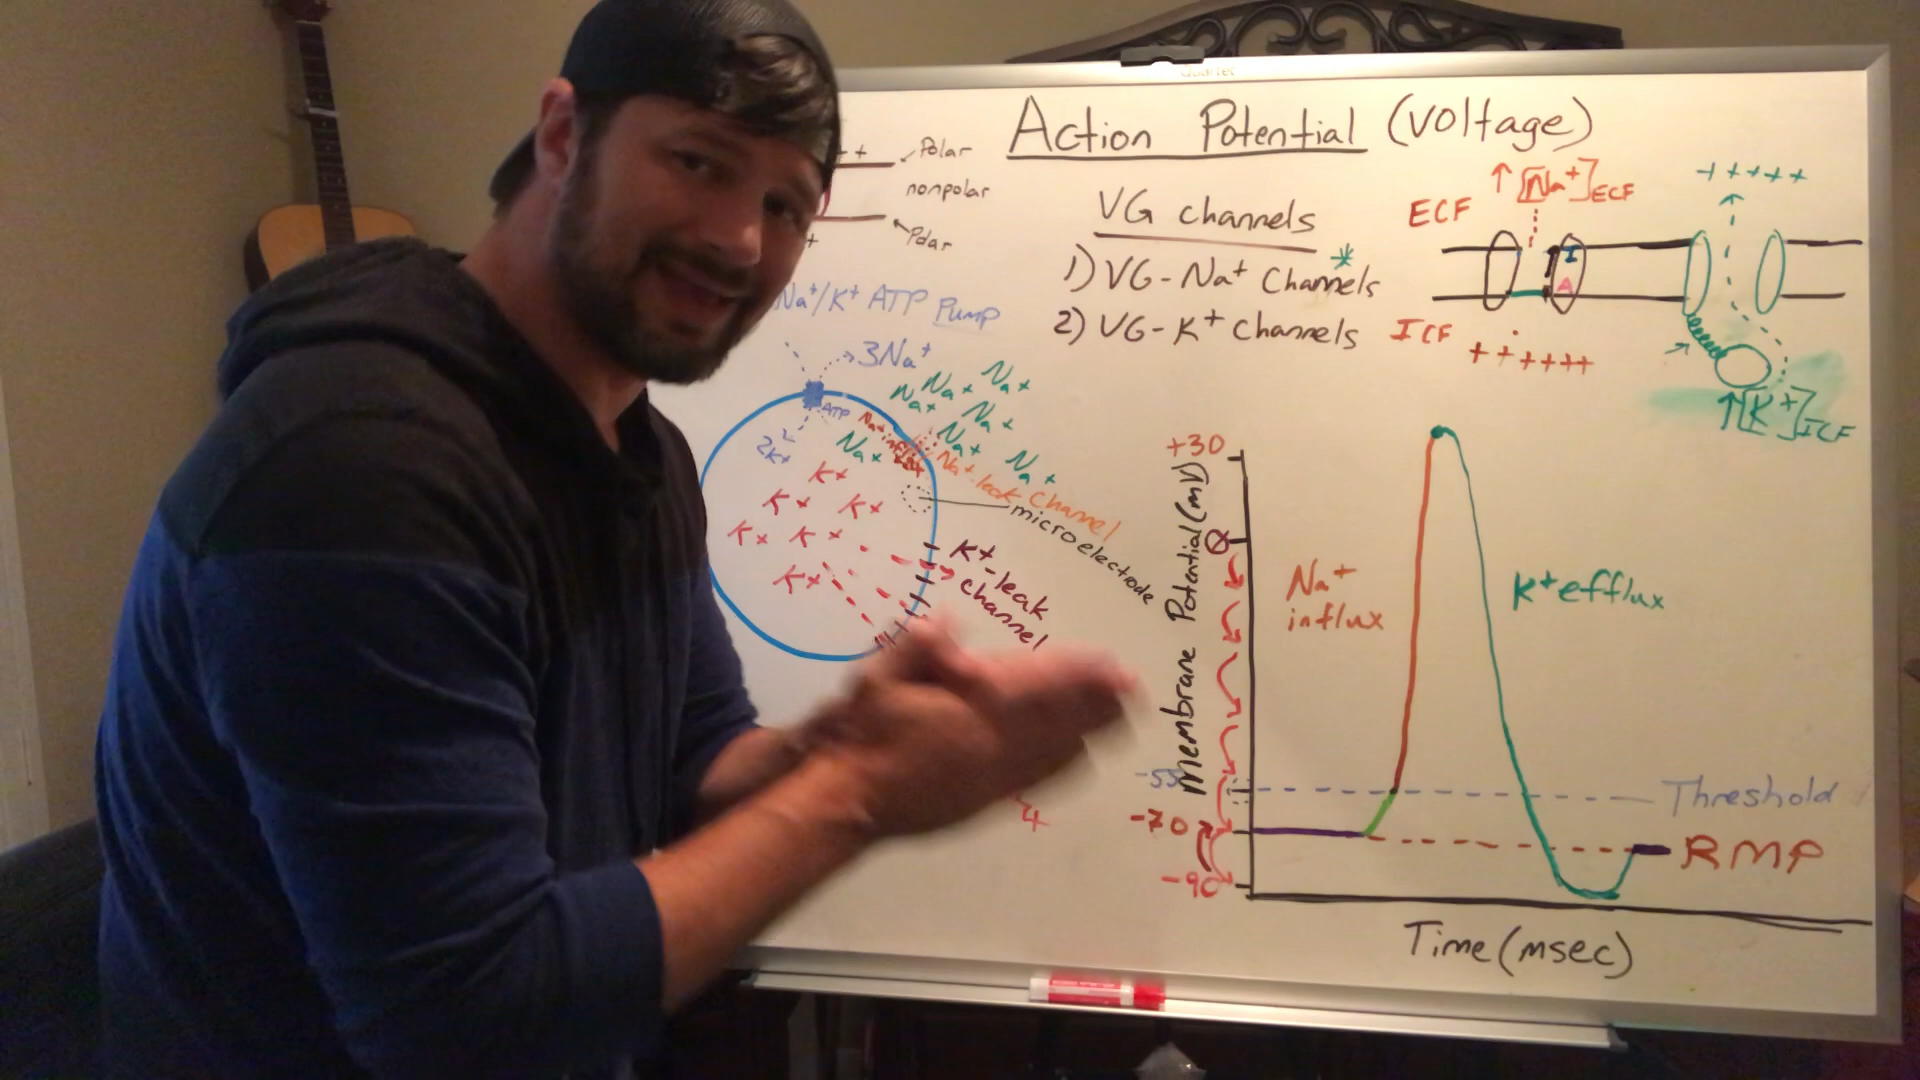 Quartet
Action Potential (voltage)
++
Polar
nonpolar
Polar
+
VG channels
1) VG-Na+ Channels *
2) VG-K+ channels
↑[Na+]ECF
+++++
ECF
I
A
ICF
++++++
↑[K+]ICF
Na+/K+ ATP Pump
3Na+
ATP
2K+
Na+ influx
Na+ Na+ Na+
Na+ Na+
Na+ Na+ Na+
Na+-leak Channel
microelectrode
K+
K+ K+
K+ K+
K+
K+-leak
channel
Membrane Potential (mV)
+30
0
-55
-70
-90
Na+
influx
K+ efflux
Threshold
RMP
Time (msec)